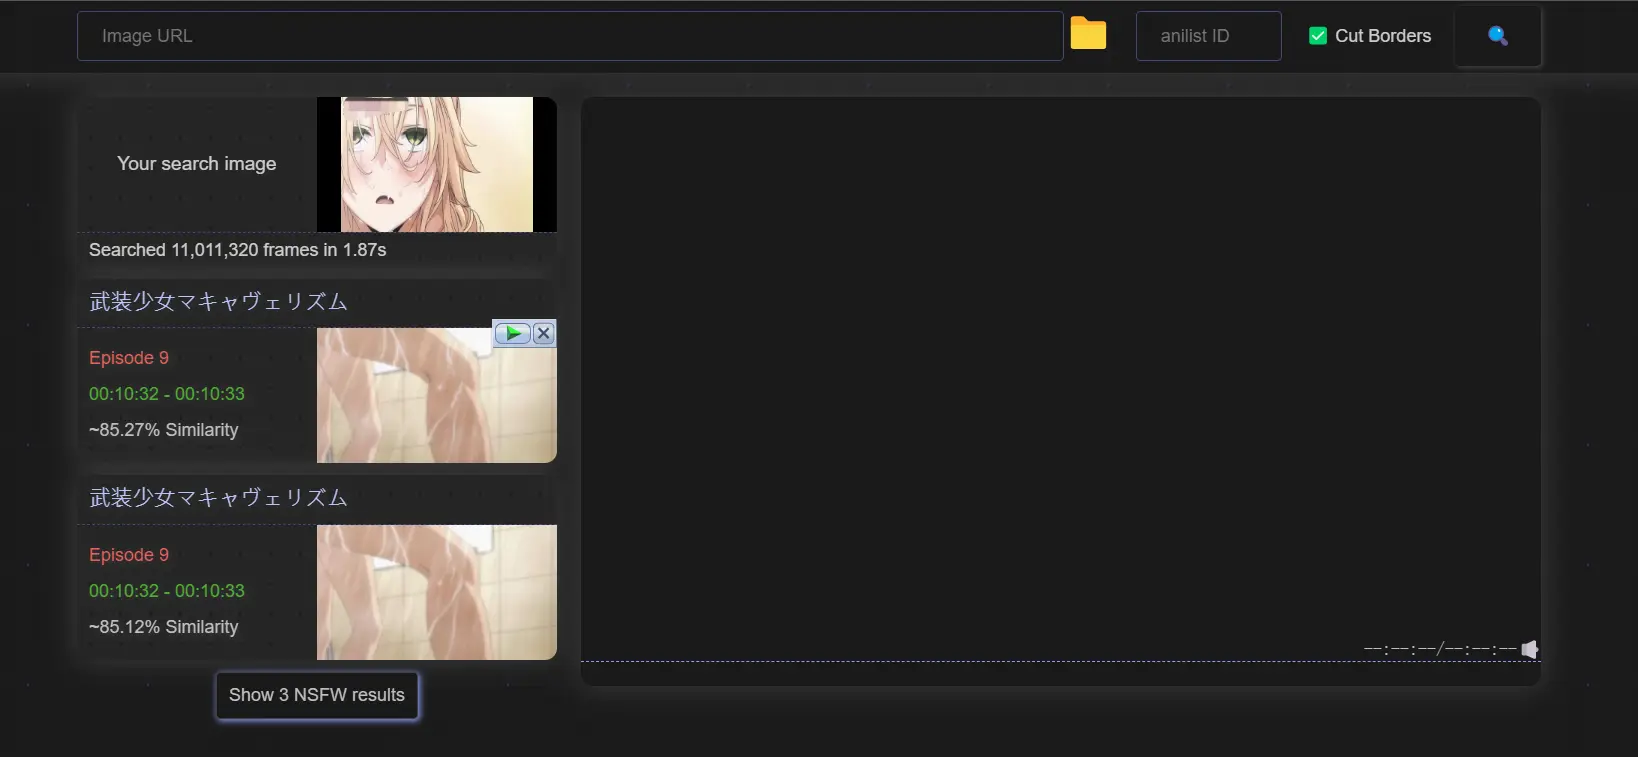 Image URL
anilist ID
Cut Borders
Your search image
Searched 11,011,320 frames in 1.87s
武装少女マキャヴェリズム
Episode 9
00:10:32 - 00:10:33
~85.27% Similarity
武装少女マキャヴェリズム
Episode 9
00:10:32 - 00:10:33
~85.12% Similarity
Show 3 NSFW results
--:--:--/--:--:--